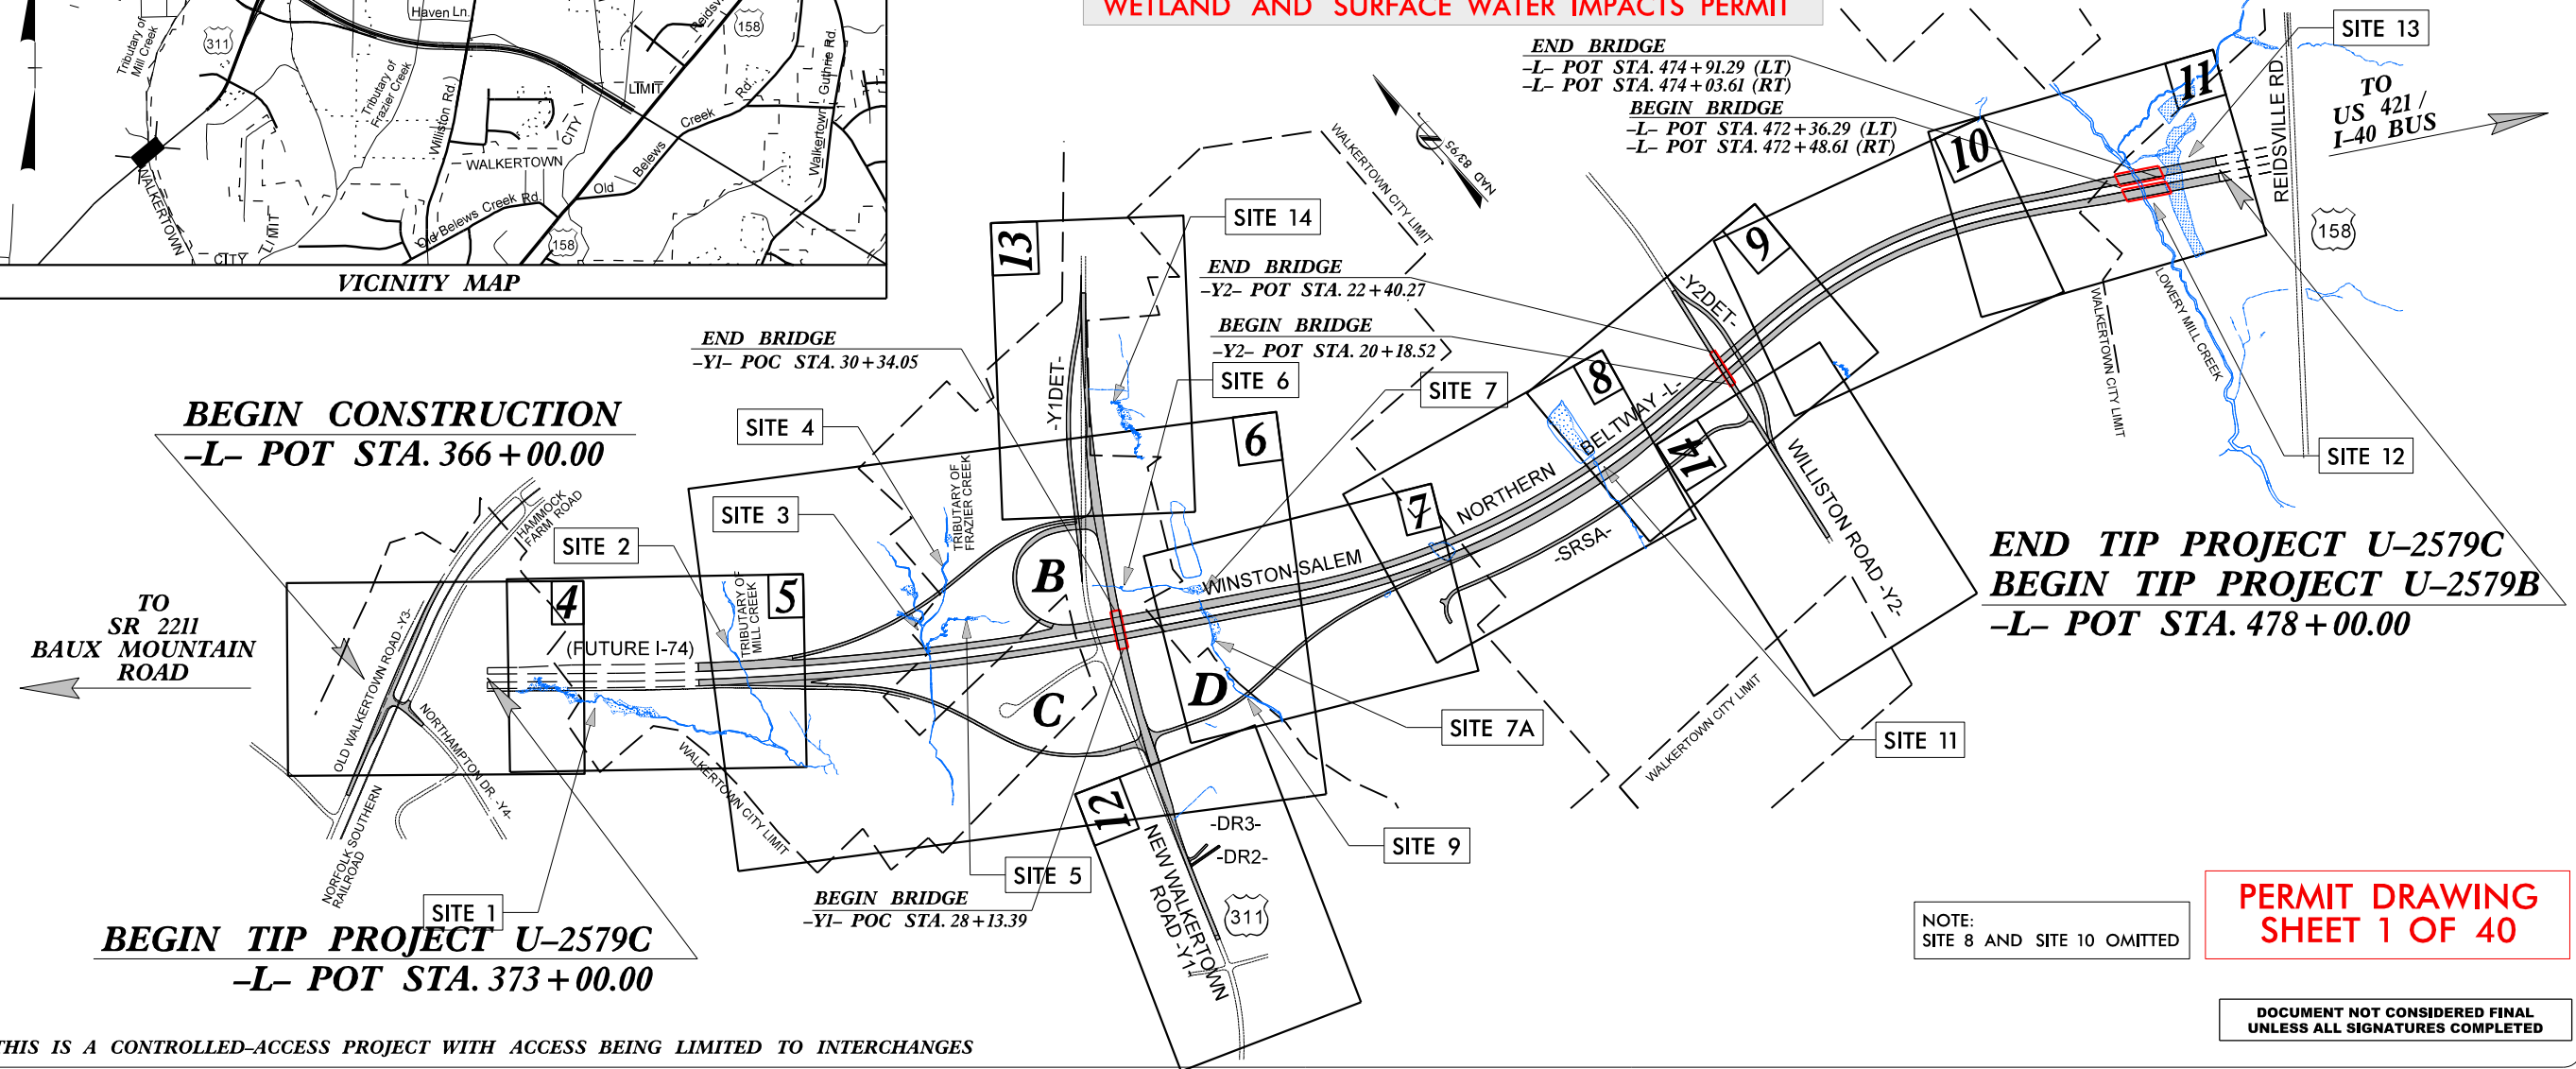 WETLAND AND SURFACE WATER IMPACTS PERMIT
Tributary of
Mill Creek
311
Haven Ln.
Tributary of
Frazier Creek
Williston Rd.
158
LIMIT
CITY
Creek
Rd.
Belews
Old
Walkertown - Guthrie Rd.
WALKERTOWN
WALKERTOWN
CITY
LIMIT
Old Belews Creek Rd.
158
VICINITY MAP
END BRIDGE
-L- POT STA. 474+91.29 (LT)
-L- POT STA. 474+03.61 (RT)
BEGIN BRIDGE
-L- POT STA. 472+36.29 (LT)
-L- POT STA. 472+48.61 (RT)
SITE 13
TO
US 421 /
I-40 BUS
REIDSVILLE RD.
158
11
10
9
NAD 83/95
WALKERTOWN CITY LIMIT
13
SITE 14
END BRIDGE
-Y2- POT STA. 22+40.27
BEGIN BRIDGE
-Y2- POT STA. 20+18.52
END BRIDGE
-Y1- POC STA. 30+34.05
-Y1DET-
-Y2DET-
SITE 6
SITE 7
SITE 4
SITE 3
SITE 2
6
8
7
14
BEGIN CONSTRUCTION
-L- POT STA. 366+00.00
HAMMOCK
FARM ROAD
TRIBUTARY OF
FRAZIER CREEK
TRIBUTARY OF
MILL CREEK
4
5
B
C
D
(FUTURE I-74)
WINSTON-SALEM
NORTHERN
BELTWAY -L-
-SRSA-
WILLISTON ROAD -Y2-
WALKERTOWN CITY LIMIT
LOWERY MILL CREEK
SITE 12
END TIP PROJECT U-2579C
BEGIN TIP PROJECT U-2579B
-L- POT STA. 478+00.00
TO
SR 2211
BAUX MOUNTAIN
ROAD
OLD WALKERTOWN ROAD -Y3-
NORTHAMPTON DR. -Y4-
NORFOLK SOUTHERN
RAILROAD
WALKERTOWN CITY LIMIT
WALKERTOWN CITY LIMIT
SITE 7A
SITE 11
SITE 9
SITE 5
SITE 1
12
-DR3-
-DR2-
NEW WALKERTOWN
ROAD -Y1-
311
BEGIN BRIDGE
-Y1- POC STA. 28+13.39
BEGIN TIP PROJECT U-2579C
-L- POT STA. 373+00.00
NOTE:
SITE 8 AND SITE 10 OMITTED
PERMIT DRAWING
SHEET 1 OF 40
DOCUMENT NOT CONSIDERED FINAL
UNLESS ALL SIGNATURES COMPLETED
THIS IS A CONTROLLED-ACCESS PROJECT WITH ACCESS BEING LIMITED TO INTERCHANGES